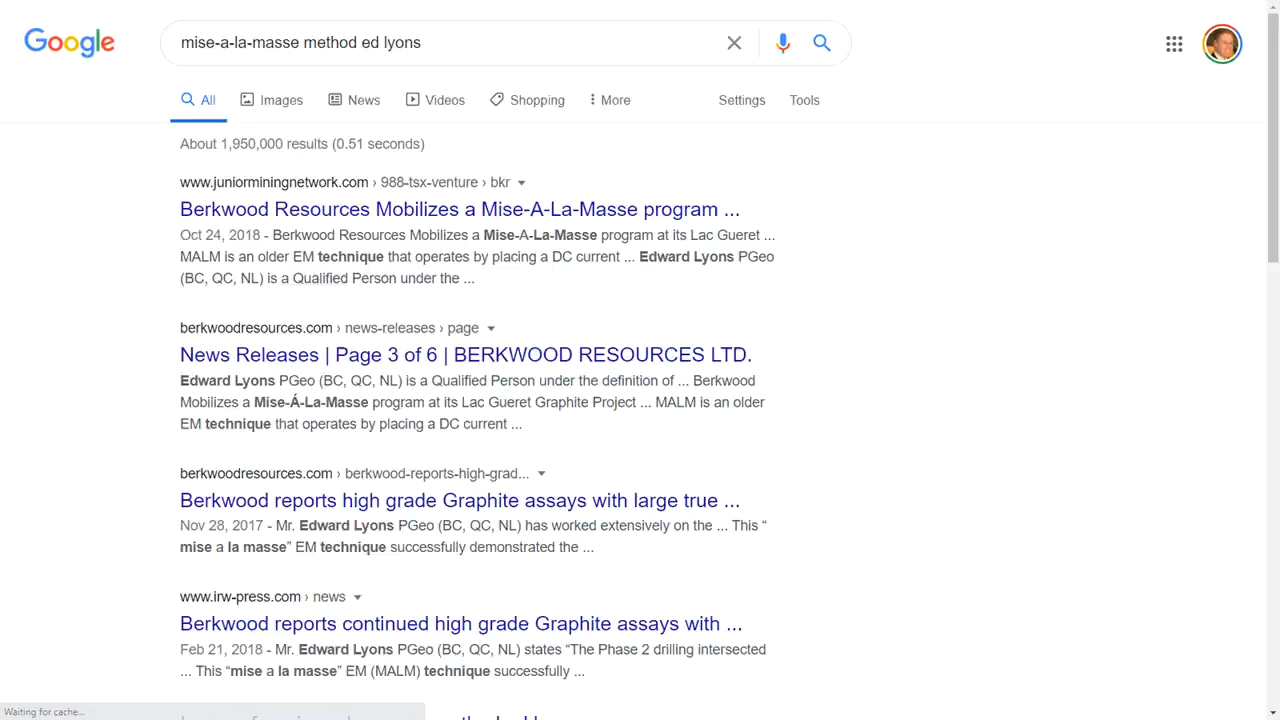 Google
mise-a-la-masse method ed lyons
All
Images
News
Videos
Shopping
More
Settings
Tools
About 1,950,000 results (0.51 seconds)
www.juniorminingnetwork.com › 988-tsx-venture › bkr
Berkwood Resources Mobilizes a Mise-A-La-Masse program ...
Oct 24, 2018 - Berkwood Resources Mobilizes a Mise-A-La-Masse program at its Lac Gueret ...
MALM is an older EM technique that operates by placing a DC current ... Edward Lyons PGeo
(BC, QC, NL) is a Qualified Person under the ...
berkwoodresources.com › news-releases › page
News Releases | Page 3 of 6 | BERKWOOD RESOURCES LTD.
Edward Lyons PGeo (BC, QC, NL) is a Qualified Person under the definition of ... Berkwood
Mobilizes a Mise-Á-La-Masse program at its Lac Gueret Graphite Project ... MALM is an older
EM technique that operates by placing a DC current ...
berkwoodresources.com › berkwood-reports-high-grad...
Berkwood reports high grade Graphite assays with large true ...
Nov 28, 2017 - Mr. Edward Lyons PGeo (BC, QC, NL) has worked extensively on the ... This “
mise a la masse” EM technique successfully demonstrated the ...
www.irw-press.com › news
Berkwood reports continued high grade Graphite assays with ...
Feb 21, 2018 - Mr. Edward Lyons PGeo (BC, QC, NL) states “The Phase 2 drilling intersected
... This “mise a la masse” EM (MALM) technique successfully ...
Waiting for cache...